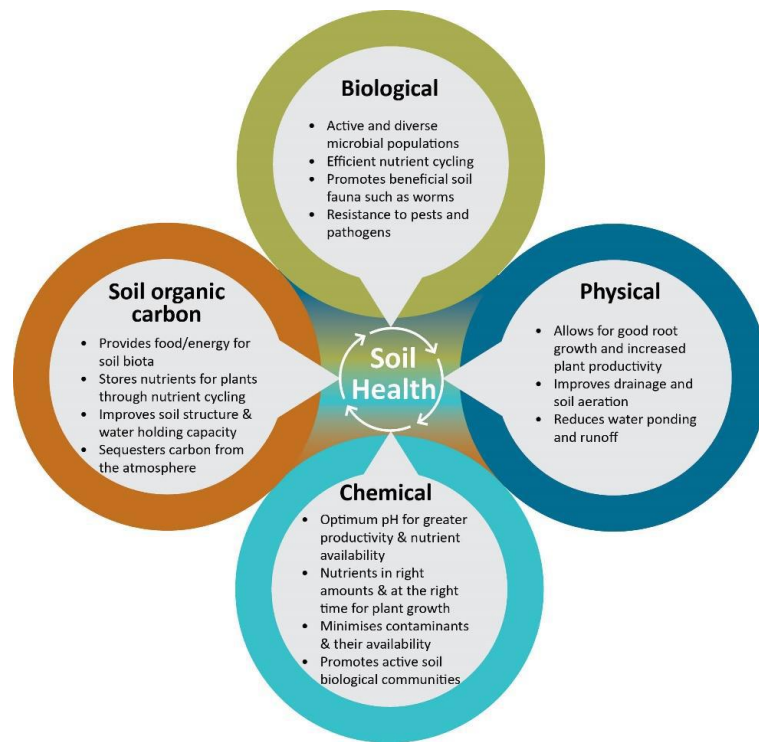 Biological
• Active and diverse
microbial populations
• Efficient nutrient cycling
• Promotes beneficial soil
fauna such as worms
• Resistance to pests and
pathogens
Soil organic
carbon
• Provides food/energy for
soil biota
• Stores nutrients for plants
through nutrient cycling
• Improves soil structure &
water holding capacity
• Sequesters carbon from
the atmosphere
Soil
Health
Physical
• Allows for good root
growth and increased
plant productivity
• Improves drainage and
soil aeration
• Reduces water ponding
and runoff
Chemical
• Optimum pH for greater
productivity & nutrient
availability
• Nutrients in right
amounts & at the right
time for plant growth
• Minimises contaminants
& their availability
• Promotes active soil
biological communities